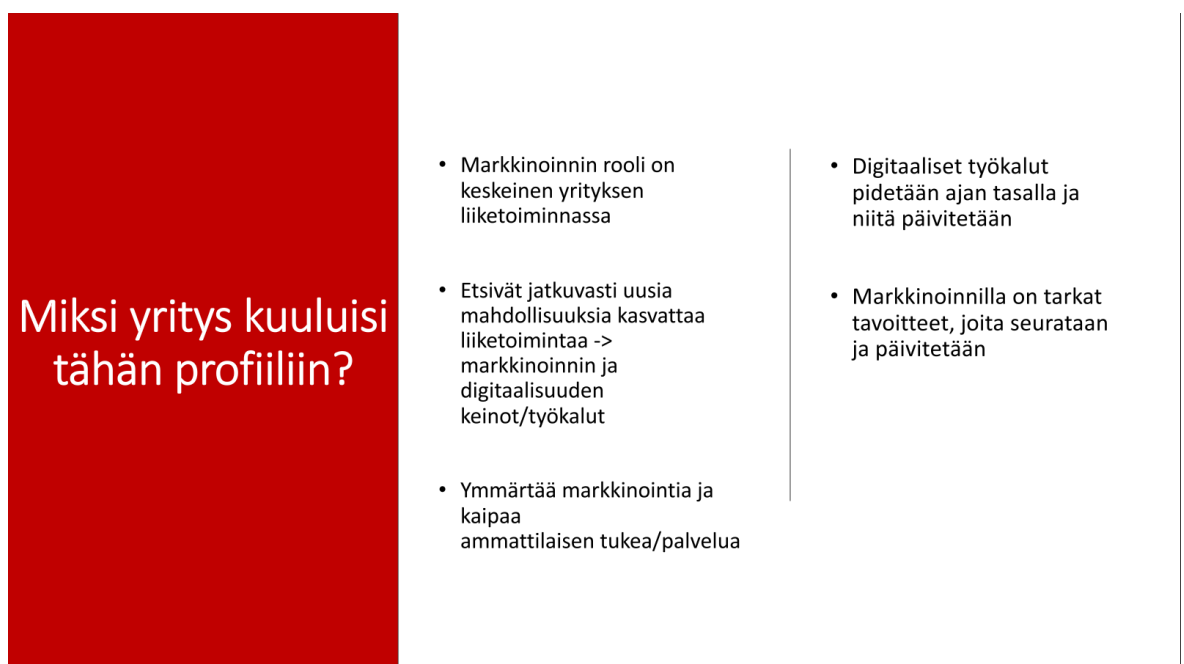 Miksi yritys kuuluisi
tähän profiiliin?
• Markkinoinnin rooli on
keskeinen yrityksen
liiketoiminnassa
• Etsivät jatkuvasti uusia
mahdollisuuksia kasvattaa
liiketoimintaa ->
markkinoinnin ja
digitaalisuuden
keinot/työkalut
• Ymmärtää markkinointia ja
kaipaa
ammattilaisen tukea/palvelua
• Digitaaliset työkalut
pidetään ajan tasalla ja
niitä päivitetään
• Markkinoinnilla on tarkat
tavoitteet, joita seurataan
ja päivitetään